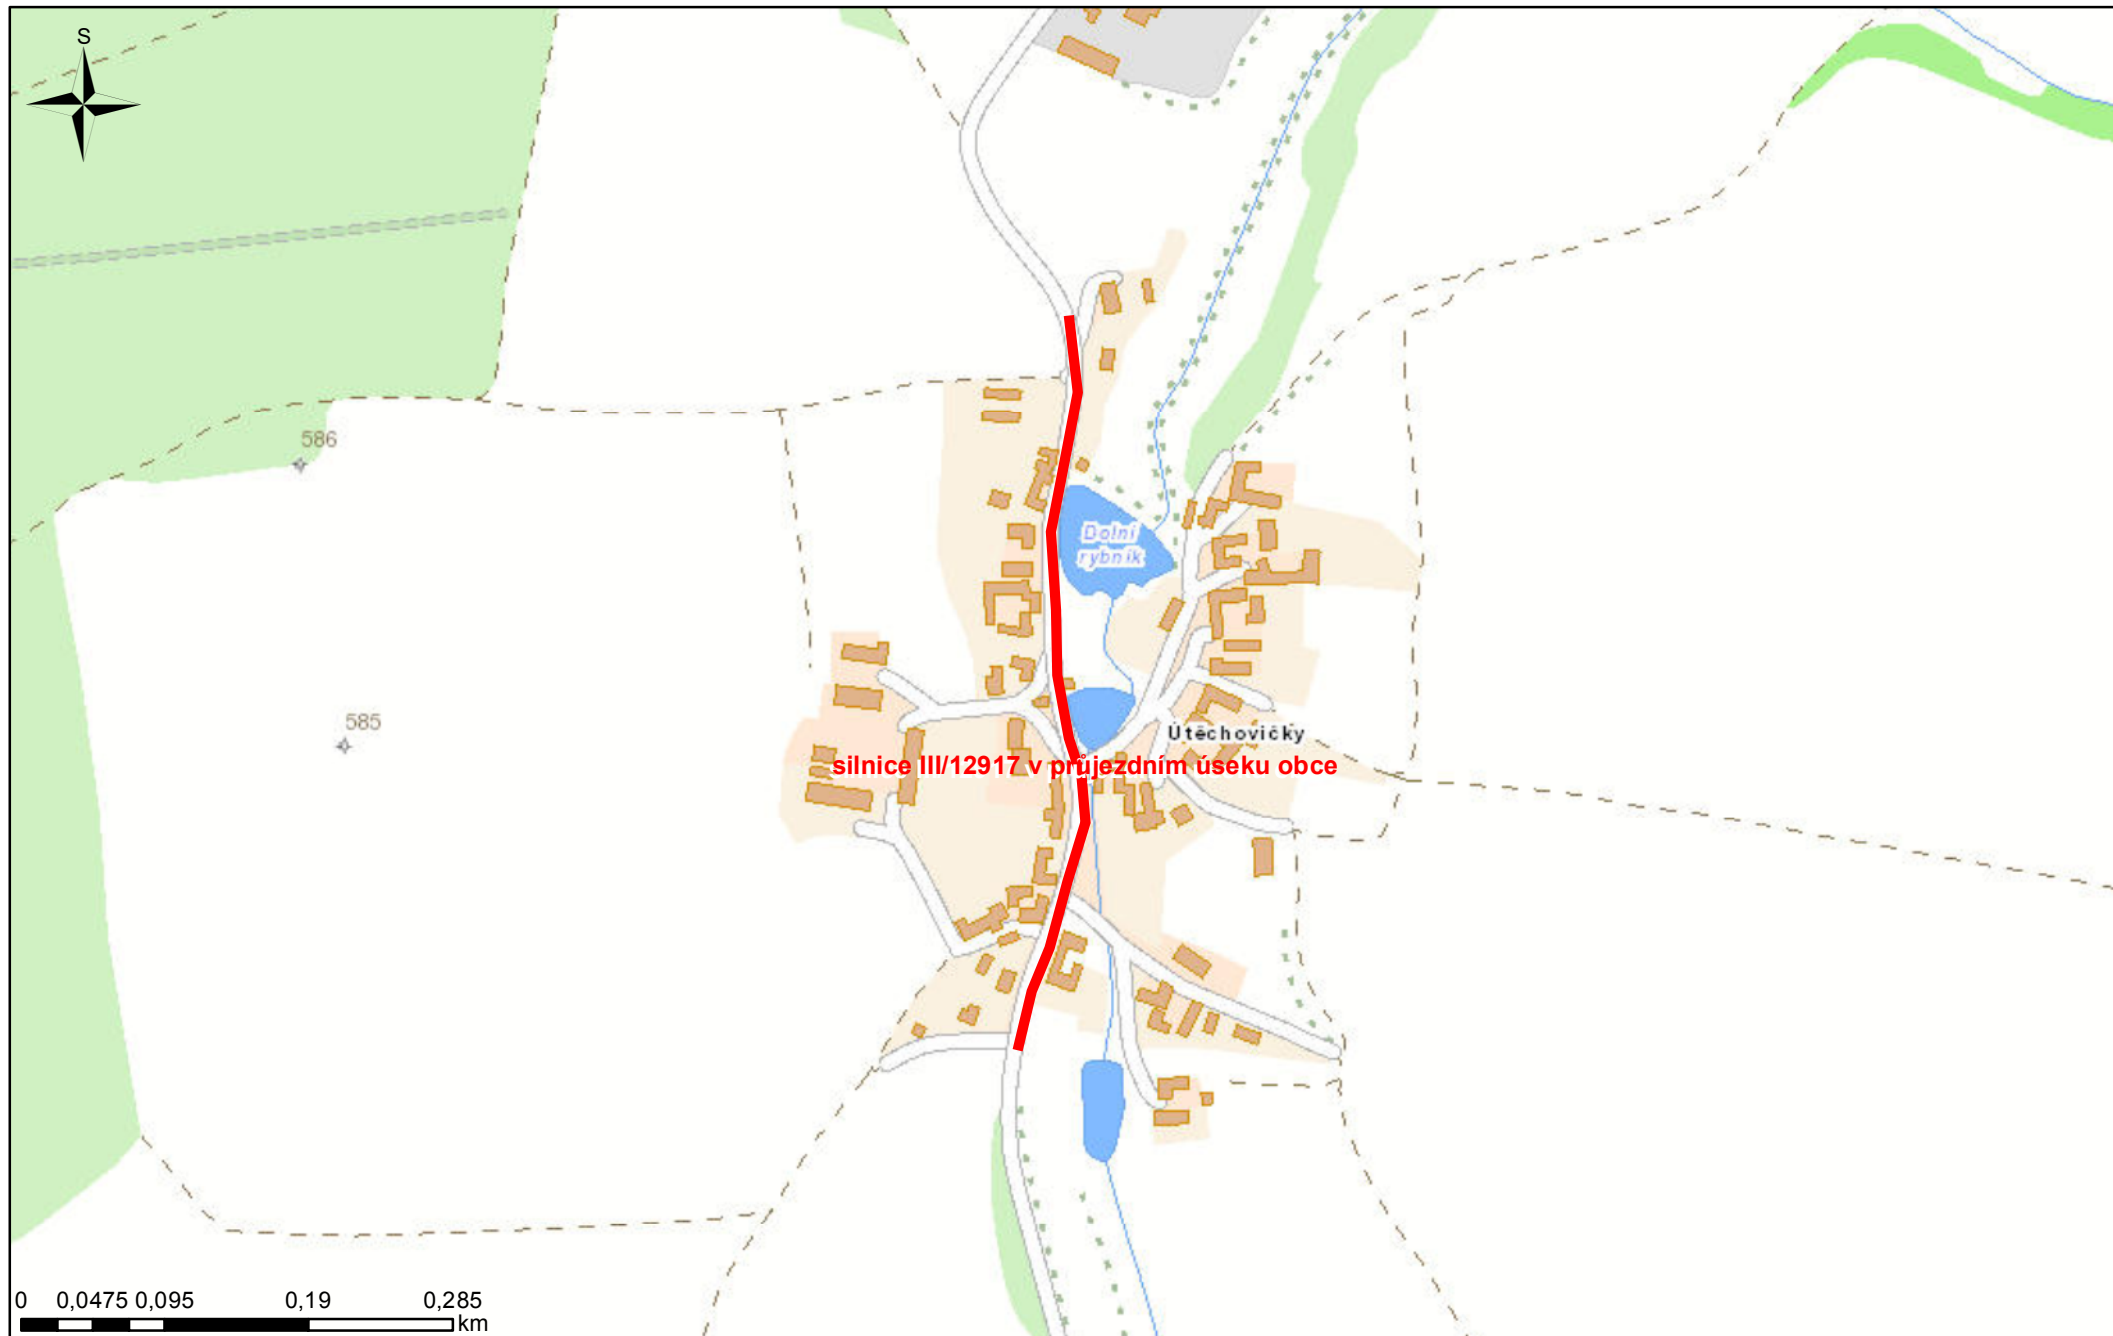 S
586
Dolní
rybník
585
Útěchovičky
silnice III/12917 v průjezdním úseku obce
0 0,0475 0,095 0,19 0,285
km